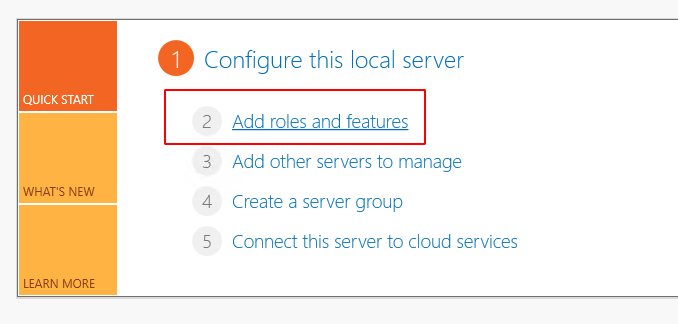 QUICK START
WHAT'S NEW
LEARN MORE
1 Configure this local server
2 Add roles and features
3 Add other servers to manage
4 Create a server group
5 Connect this server to cloud services